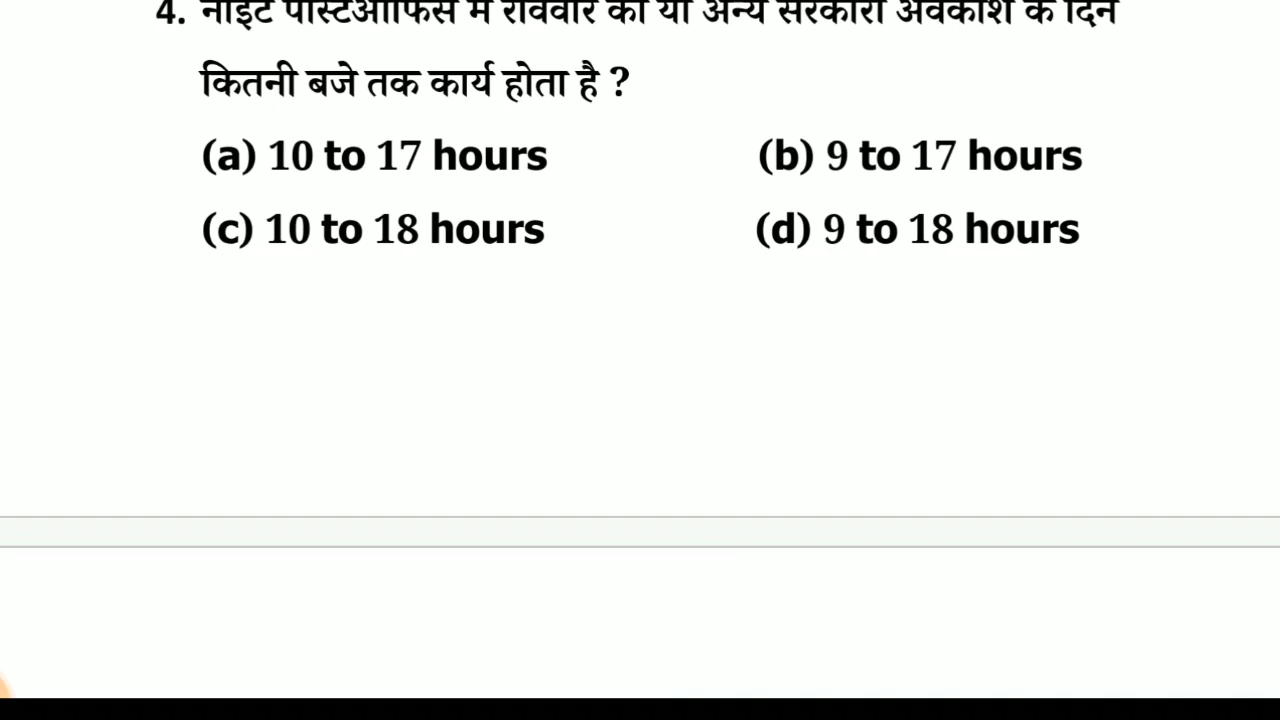 4. नाईट पोस्टऑफिस में रविवार को या अन्य सरकारी अवकाश के दिन
कितनी बजे तक कार्य होता है ?
(a) 10 to 17 hours (b) 9 to 17 hours
(c) 10 to 18 hours (d) 9 to 18 hours